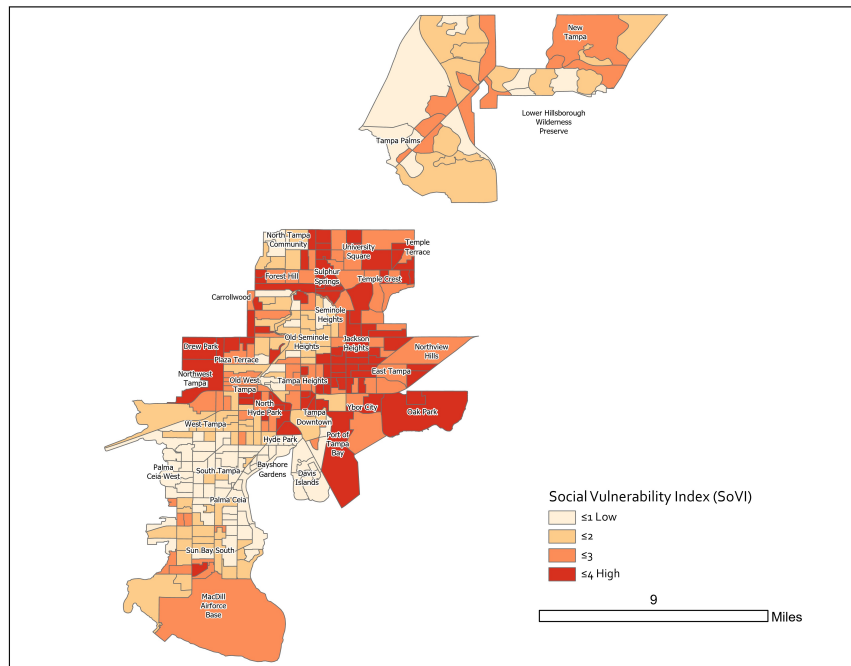 New
Tampa
Lower Hillsborough
Wilderness
Preserve
Tampa Palms
North Tampa
Community
University
Square
Temple
Terrace
Forest Hill
Sulphur
Springs
Temple Crest
Carrollwood
Seminole
Heights
Drew Park
Old Seminole
Heights
Jackson
Heights
Northview
Hills
Plaza Terrace
Northwest
Tampa
Old West
Tampa
Tampa Heights
East Tampa
North
Hyde Park
Tampa
Downtown
Ybor City
Oak Park
West Tampa
Hyde Park
Port of
Tampa
Bay
Palma
Ceia West
South Tampa
Bayshore
Gardens
Davis
Islands
Palma Ceia
Sun Bay South
MacDill
Airforce
Base
Social Vulnerability Index (SoVI)
≤1 Low
≤2
≤3
≤4 High
9
Miles